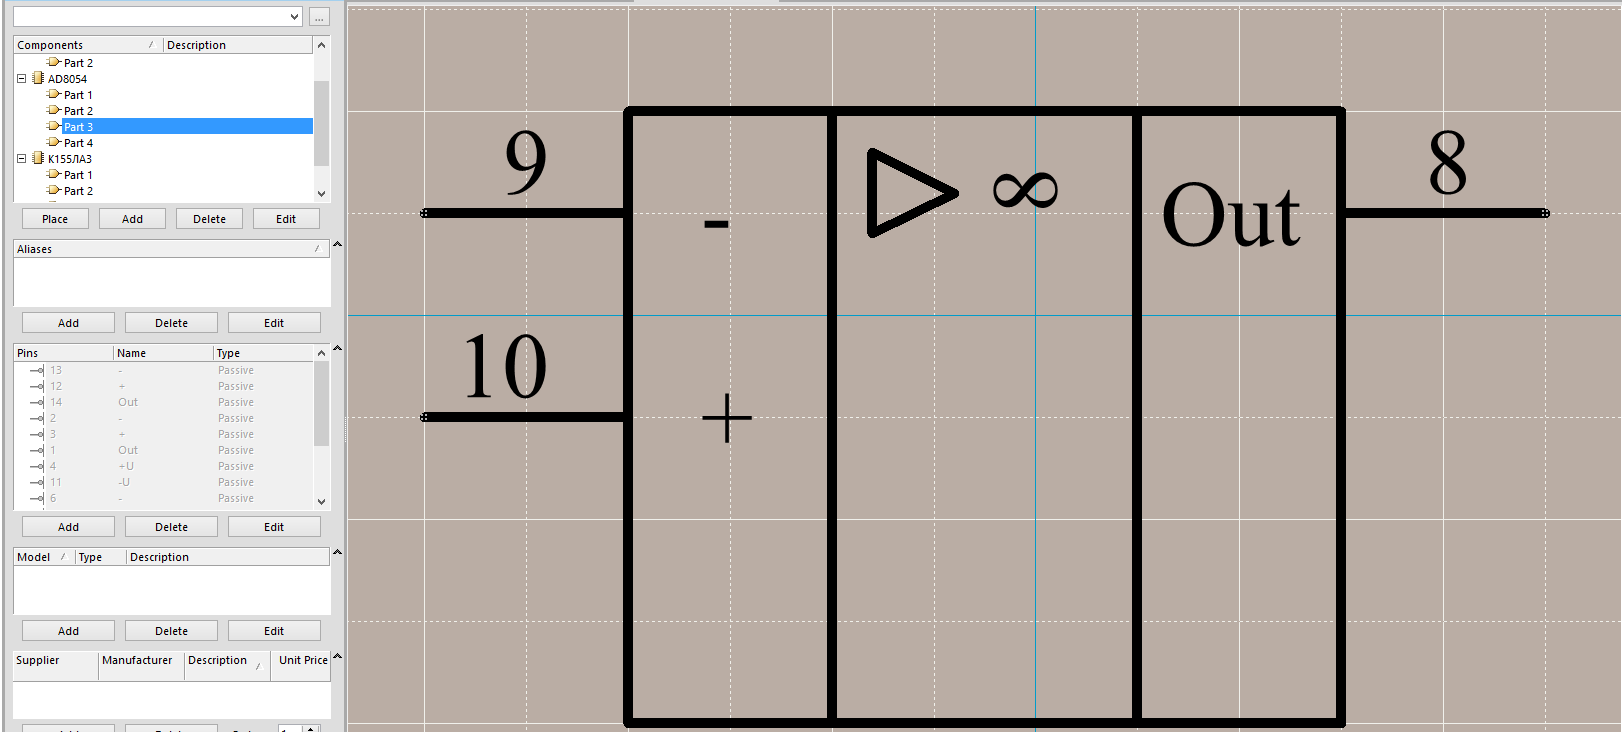 ...
Components / Description
Part 2
AD8054
Part 1
Part 2
Part 3
Part 4
К155ЛА3
Part 1
Part 2
Place Add Delete Edit
Aliases /
Add Delete Edit
Pins Name Type
13 - Passive
12 + Passive
14 Out Passive
2 - Passive
3 + Passive
1 Out Passive
4 +U Passive
11 -U Passive
6 - Passive
Add Delete Edit
Model / Type Description
Add Delete Edit
Supplier Manufacturer Description / Unit Price
9 8
- ∞ Out
10
+